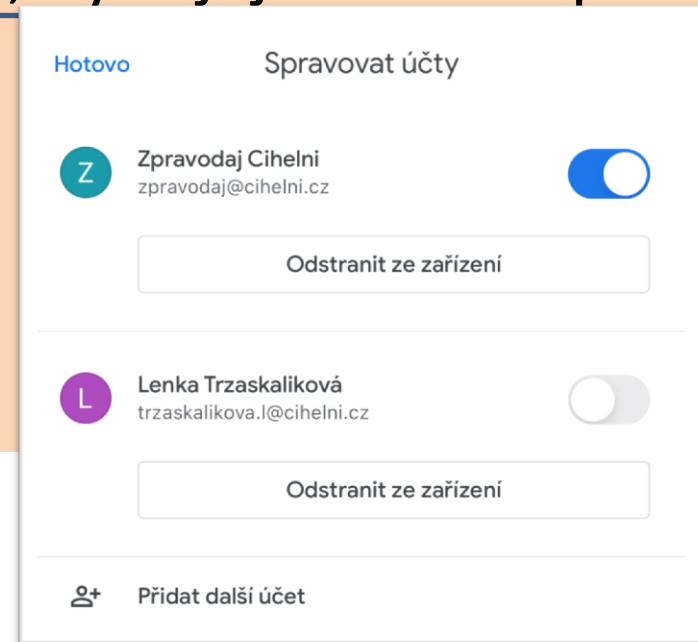 Hotovo
Spravovat účty
Z
Zpravodaj Cihelni
zpravodaj@cihelni.cz
Odstranit ze zařízení
L
Lenka Trzaskaliková
trzaskalikova.l@cihelni.cz
Odstranit ze zařízení
Přidat další účet